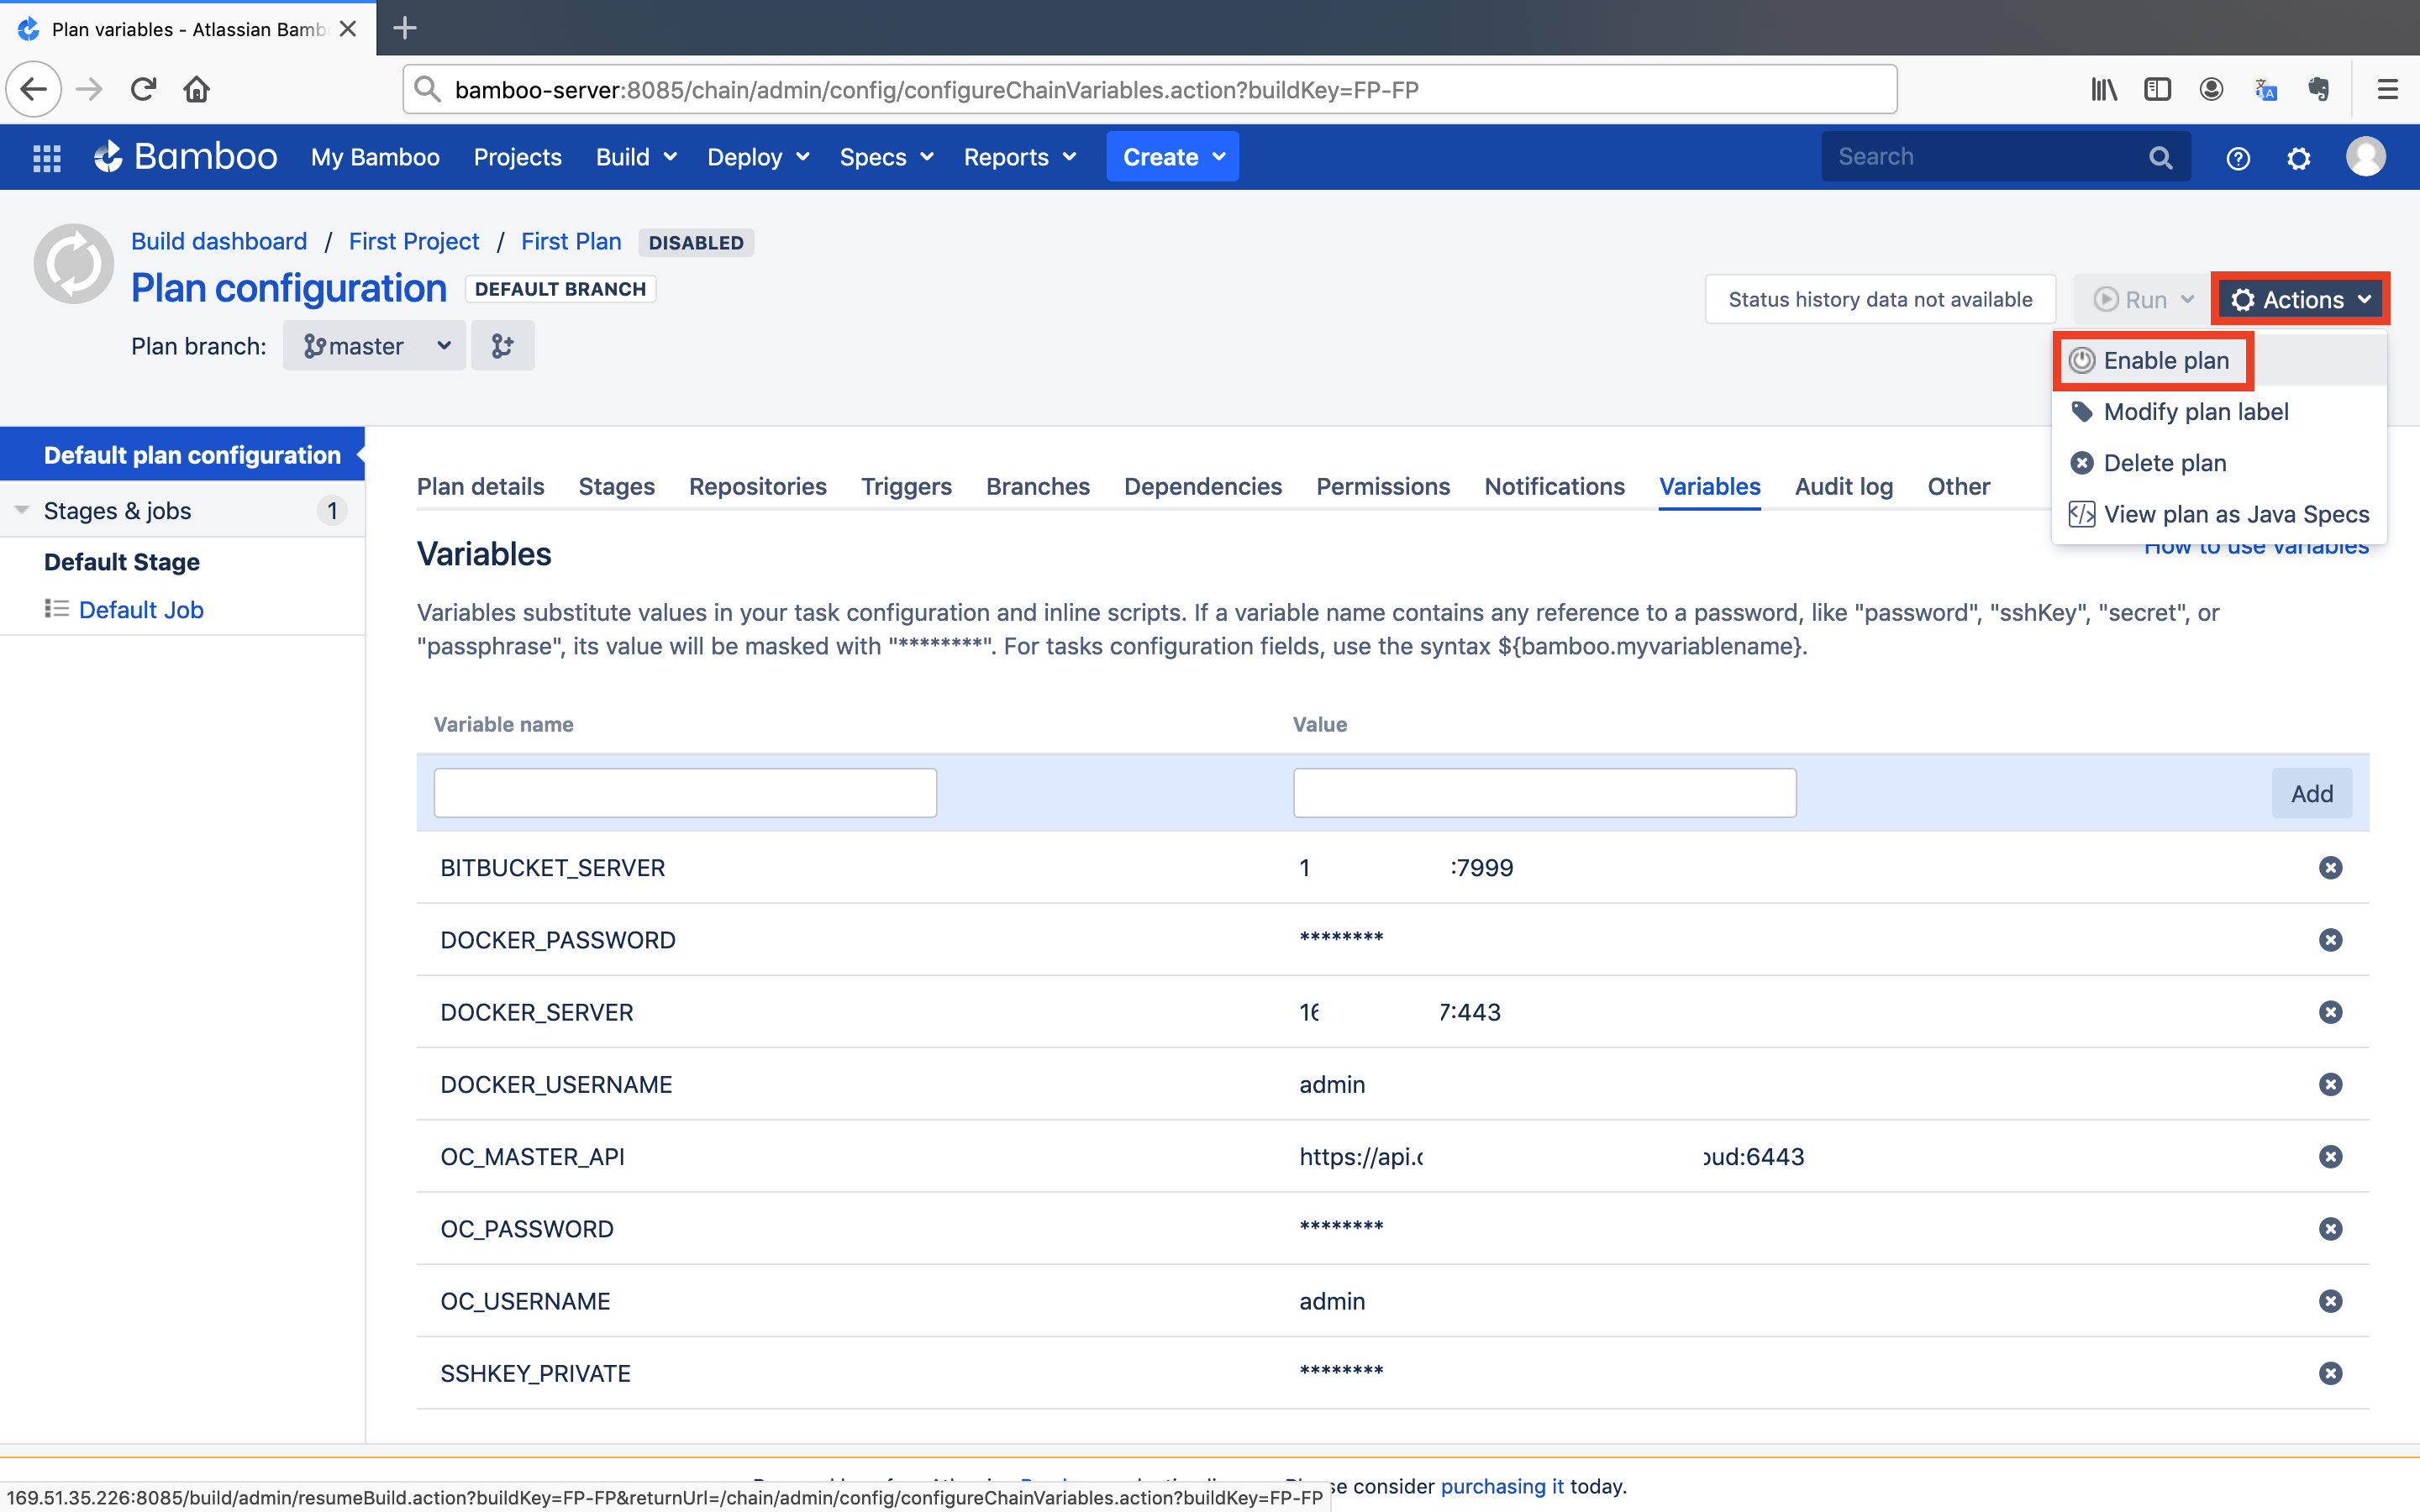 Plan variables - Atlassian Bamb
bamboo-server:8085/chain/admin/config/configureChainVariables.action?buildKey=FP-FP
Bamboo My Bamboo Projects Build Deploy Specs Reports Create Search
Build dashboard / First Project / First Plan DISABLED
Plan configuration DEFAULT BRANCH
Status history data not available Run Actions
Plan branch: master
Enable plan
Modify plan label
Delete plan
View plan as Java Specs
Default plan configuration
Stages & jobs 1
Default Stage
Default Job
Plan details Stages Repositories Triggers Branches Dependencies Permissions Notifications Variables Audit log Other
Variables
How to use variables
Variables substitute values in your task configuration and inline scripts. If a variable name contains any reference to a password, like "password", "sshKey", "secret", or
"passphrase", its value will be masked with "********". For tasks configuration fields, use the syntax ${bamboo.myvariablename}.
Variable name Value
Add
BITBUCKET_SERVER 1 :7999
DOCKER_PASSWORD ********
DOCKER_SERVER 16 7:443
DOCKER_USERNAME admin
OC_MASTER_API https://api. oud:6443
OC_PASSWORD ********
OC_USERNAME admin
SSHKEY_PRIVATE ********
se consider purchasing it today.
169.51.35.226:8085/build/admin/resumeBuild.action?buildKey=FP-FP&returnUrl=/chain/admin/config/configureChainVariables.action?buildKey=FP-FP